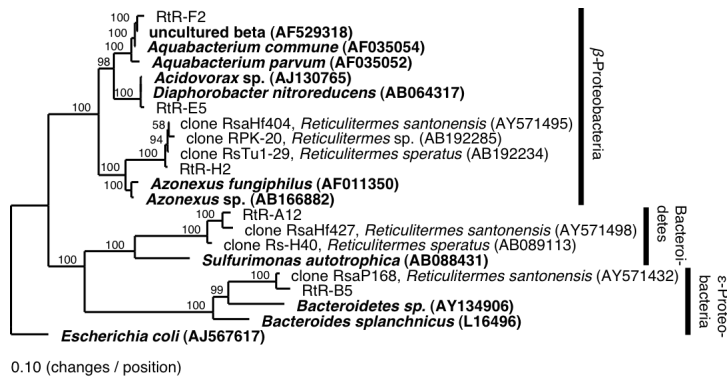 100 RtR-F2
uncultured beta (AF529318)
100
100 Aquabacterium commune (AF035054)
Aquabacterium parvum (AF035052)
98
Acidovorax sp. (AJ130765)
100 Diaphorobacter nitroreducens (AB064317)
RtR-E5
100
58 clone RsaHf404, Reticulitermes santonensis (AY571495)
94 clone RPK-20, Reticulitermes sp. (AB192285)
100 clone RsTu1-29, Reticulitermes speratus (AB192234)
RtR-H2
100
100 Azonexus fungiphilus (AF011350)
Azonexus sp. (AB166882)
β-Proteobacteria
100 RtR-A12
100 clone RsaHf427, Reticulitermes santonensis (AY571498)
100 clone Rs-H40, Reticulitermes speratus (AB089113)
Sulfurimonas autotrophica (AB088431)
Bacteroi-
detes
100
100 clone RsaP168, Reticulitermes santonensis (AY571432)
99 RtR-B5
100 Bacteroidetes sp. (AY134906)
Bacteroides splanchnicus (L16496)
ε-Proteo-
bacteria
Escherichia coli (AJ567617)
0.10 (changes / position)